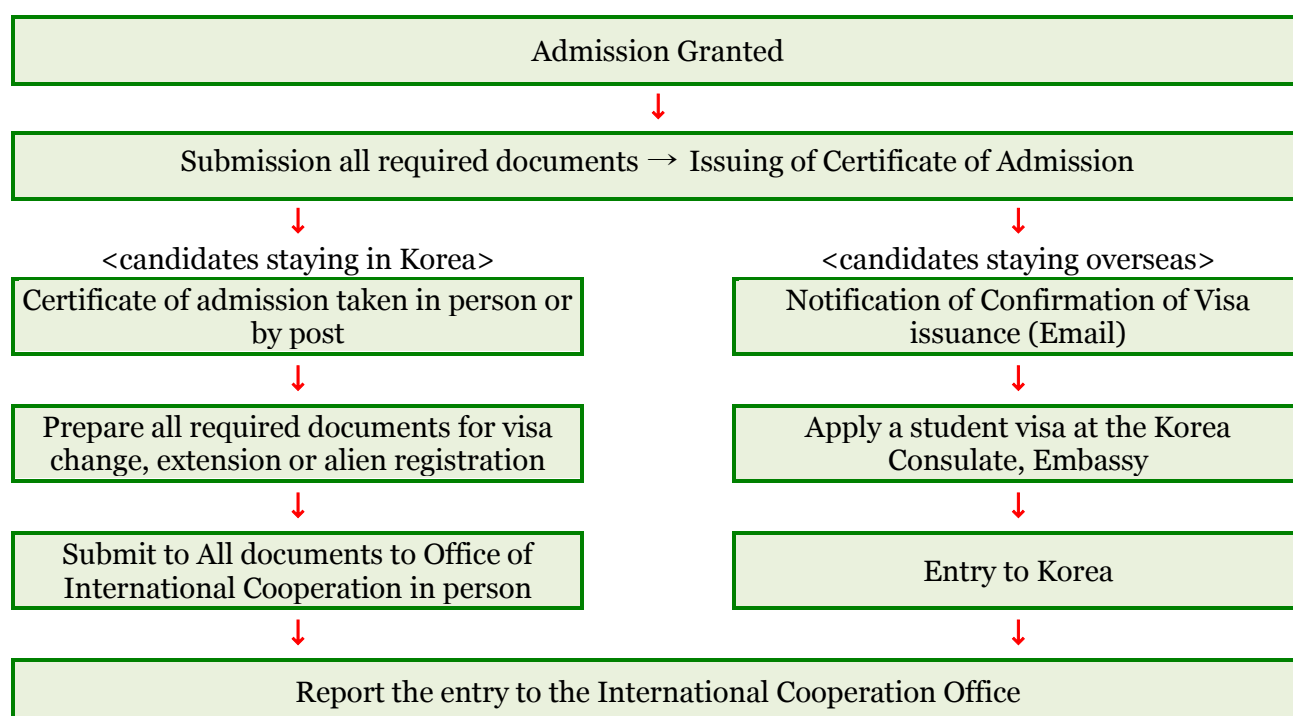 Admission Granted
↓
Submission all required documents → Issuing of Certificate of Admission
↓
<candidates staying in Korea>
Certificate of admission taken in person or
by post
↓
Prepare all required documents for visa
change, extension or alien registration
↓
Submit to All documents to Office of
International Cooperation in person
↓
↓
<candidates staying overseas>
Notification of Confirmation of Visa
issuance (Email)
↓
Apply a student visa at the Korea
Consulate, Embassy
↓
Entry to Korea
↓
Report the entry to the International Cooperation Office